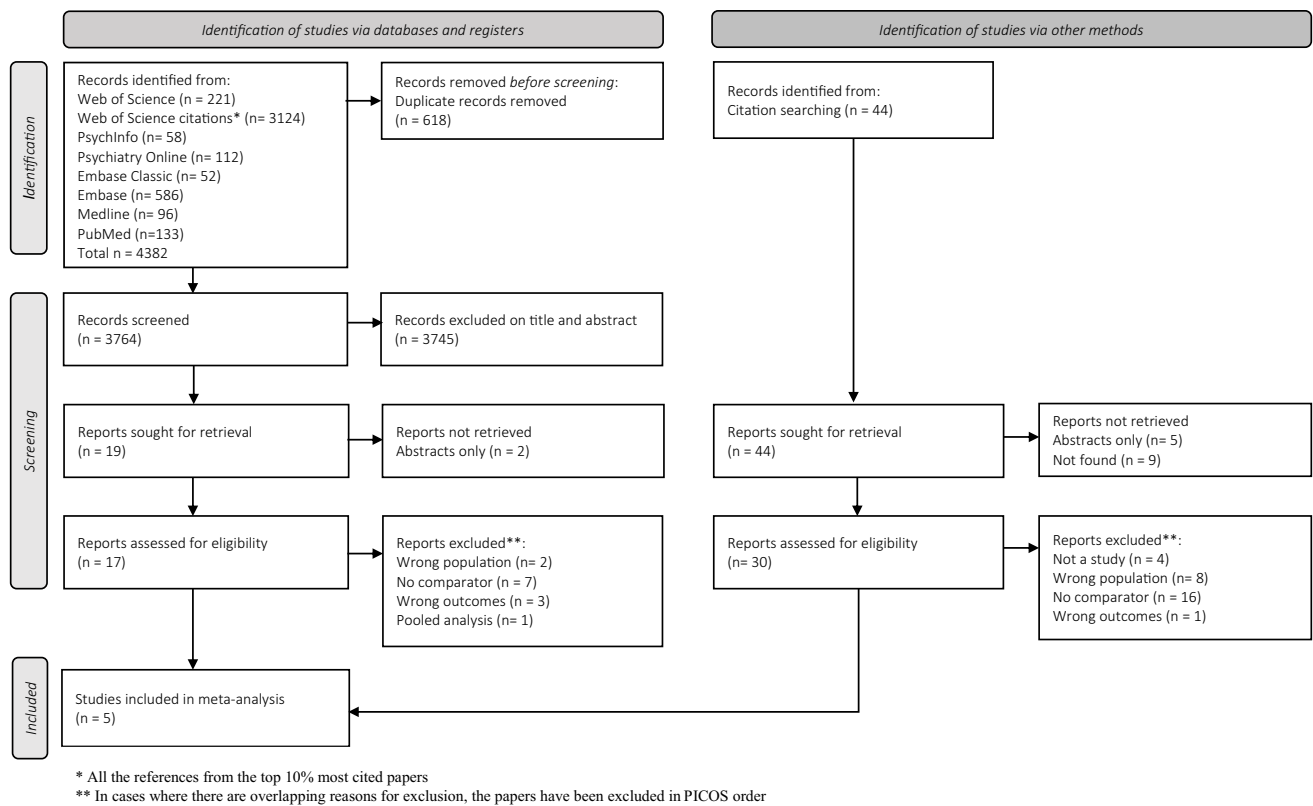 Identification of studies via databases and registers
Identification of studies via other methods
Identification
Records identified from:
Web of Science (n = 221)
Web of Science citations* (n= 3124)
PsychInfo (n= 58)
Psychiatry Online (n= 112)
Embase Classic (n= 52)
Embase (n= 586)
Medline (n= 96)
PubMed (n=133)
Total n = 4382
Records removed before screening:
Duplicate records removed
(n = 618)
Records identified from:
Citation searching (n= 44)
Screening
Records screened
(n = 3764)
Records excluded on title and abstract
(n = 3745)
Reports sought for retrieval
(n = 19)
Reports not retrieved
Abstracts only (n = 2)
Reports sought for retrieval
(n = 44)
Reports not retrieved
Abstracts only (n= 5)
Not found (n = 9)
Reports assessed for eligibility
(n = 17)
Reports excluded**:
Wrong population (n= 2)
No comparator (n = 7)
Wrong outcomes (n = 3)
Pooled analysis (n= 1)
Reports assessed for eligibility
(n= 30)
Reports excluded**:
Not a study (n = 4)
Wrong population (n= 8)
No comparator (n = 16)
Wrong outcomes (n = 1)
Included
Studies included in meta-analysis
(n = 5)
* All the references from the top 10% most cited papers
** In cases where there are overlapping reasons for exclusion, the papers have been excluded in PICOS order